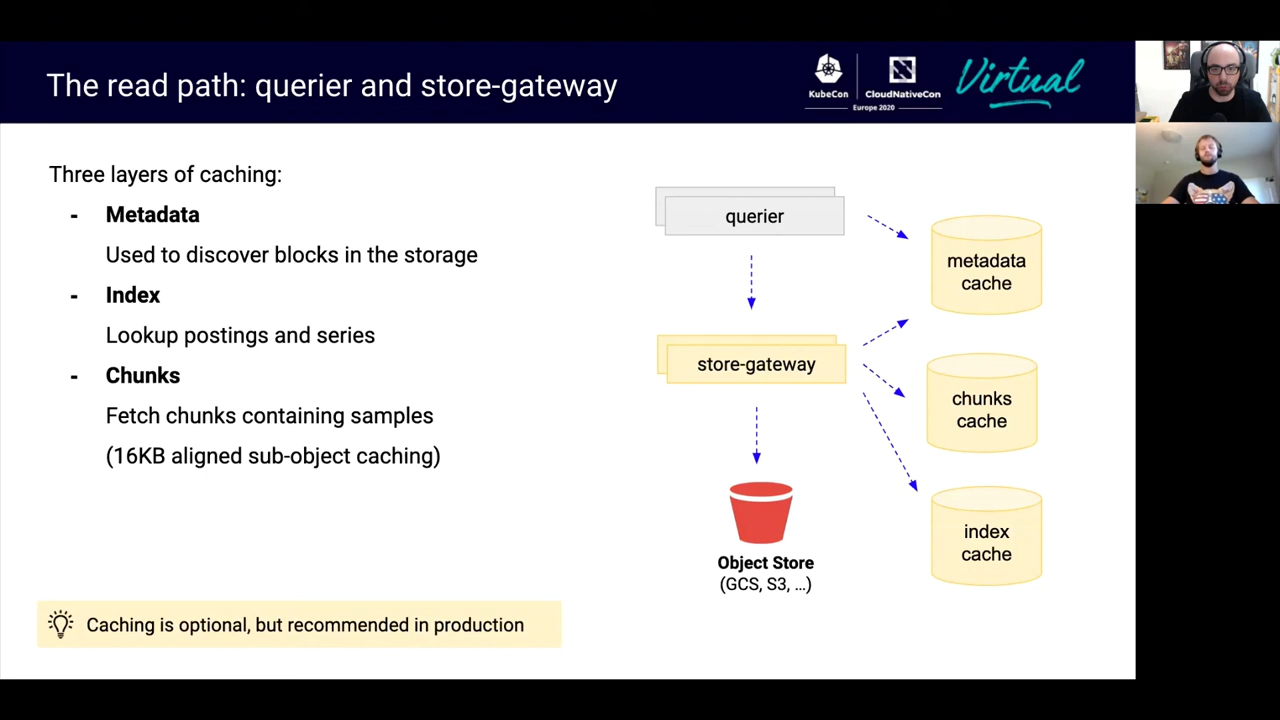 The read path: querier and store-gateway
KubeCon
CloudNativeCon
Europe 2020
Virtual
Three layers of caching:
- Metadata
Used to discover blocks in the storage
- Index
Lookup postings and series
- Chunks
Fetch chunks containing samples
(16KB aligned sub-object caching)
Caching is optional, but recommended in production
querier
store-gateway
Object Store
(GCS, S3, ...)
metadata
cache
chunks
cache
index
cache